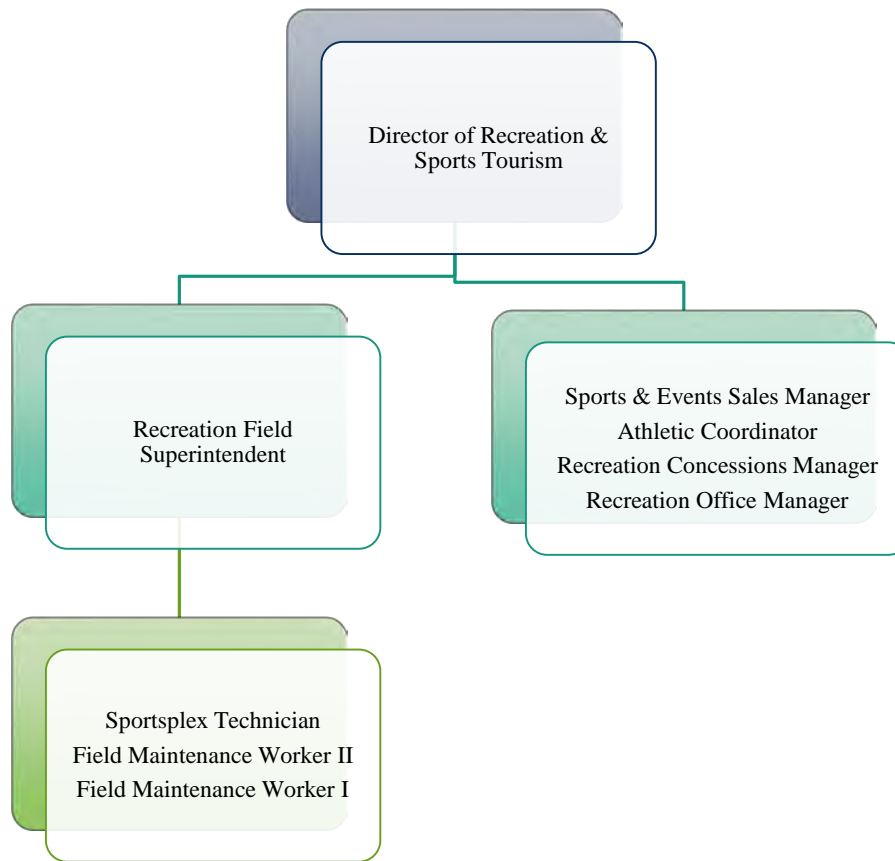 Director of Recreation &
Sports Tourism
Recreation Field
Superintendent
Sports & Events Sales Manager
Athletic Coordinator
Recreation Concessions Manager
Recreation Office Manager
Sportsplex Technician
Field Maintenance Worker II
Field Maintenance Worker I